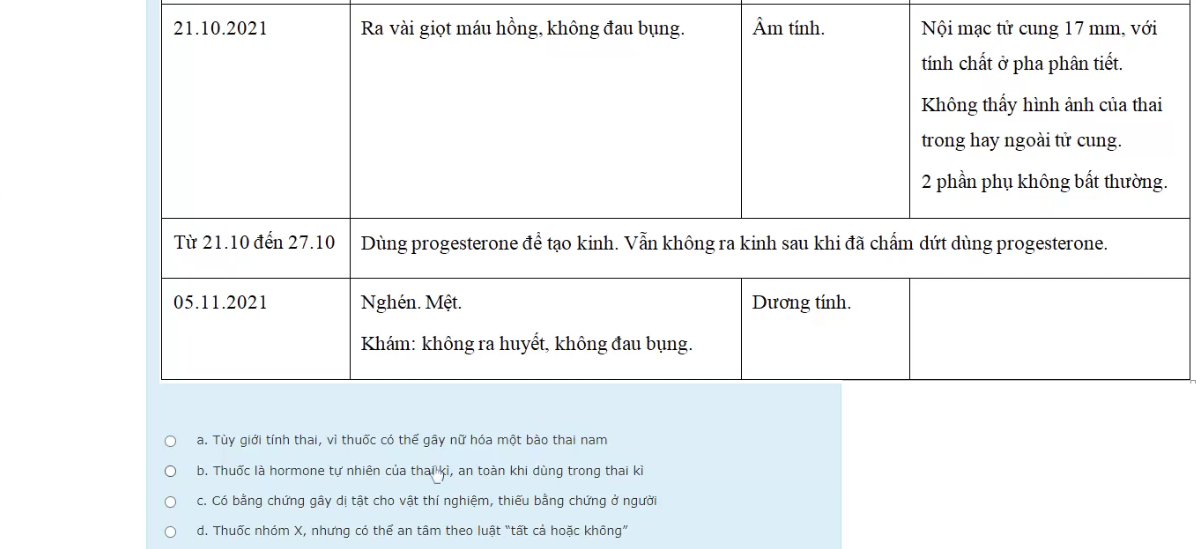 21.10.2021
Ra vài giọt máu hồng, không đau bụng.
Âm tính.
Nội mạc tử cung 17 mm, với
tính chất ở pha phân tiết.
Không thấy hình ảnh của thai
trong hay ngoài tử cung.
2 phần phụ không bất thường.
Từ 21.10 đến 27.10
Dùng progesterone để tạo kinh. Vẫn không ra kinh sau khi đã chấm dứt dùng progesterone.
05.11.2021
Nghén. Mệt.
Khám: không ra huyết, không đau bụng.
Dương tính.
a. Tùy giới tính thai, vì thuốc có thể gây nữ hóa một bào thai nam
b. Thuốc là hormone tự nhiên của thai kì, an toàn khi dùng trong thai kì
c. Có bằng chứng gây dị tật cho vật thí nghiệm, thiếu bằng chứng ở người
d. Thuốc nhóm X, nhưng có thể an tâm theo luật “tất cả hoặc không”